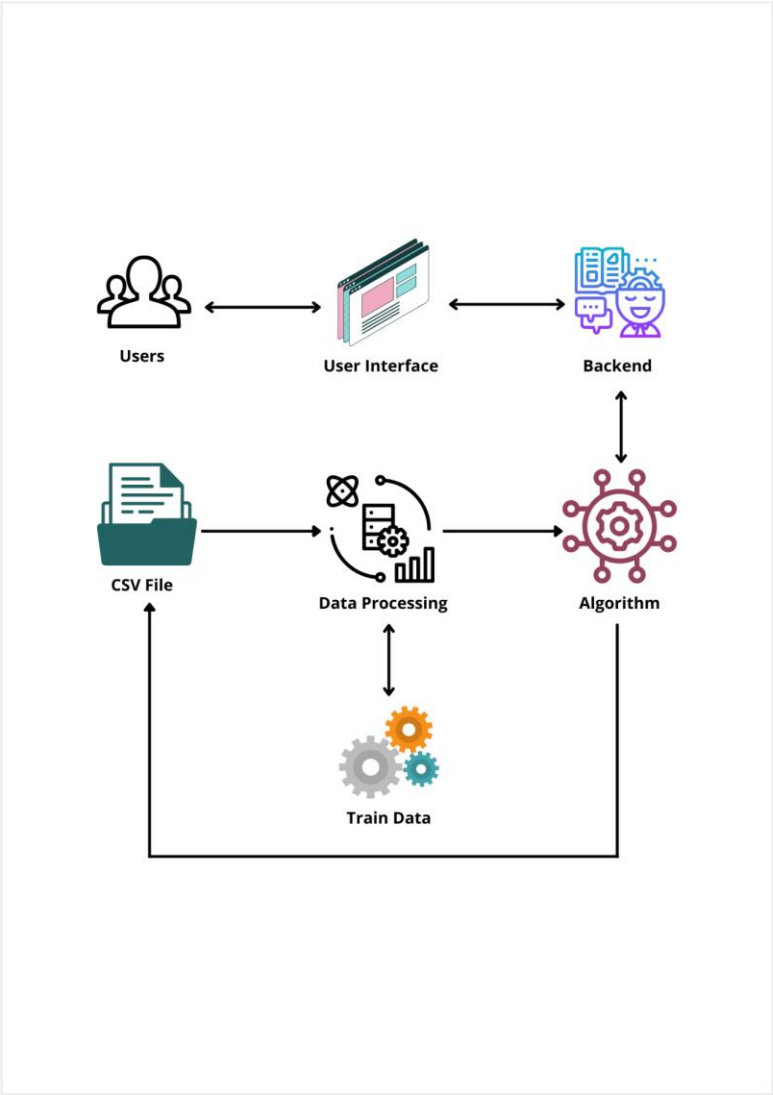 Users
User Interface
Backend
CSV File
Data Processing
Algorithm
Train Data